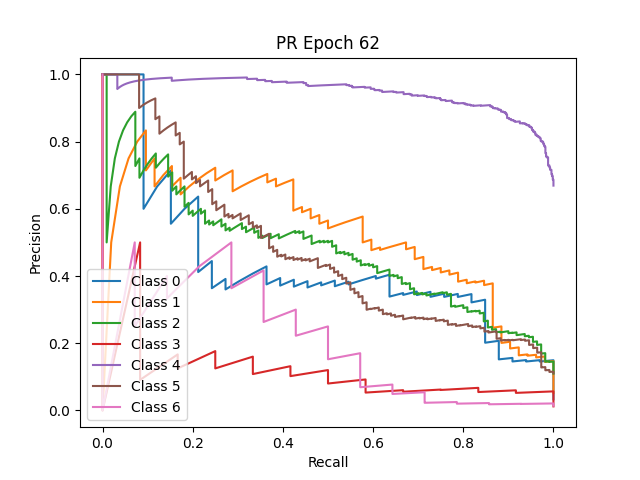 PR Epoch 62
Precision
1.0
0.8
0.6
0.4
0.2
0.0
Class 0
Class 1
Class 2
Class 3
Class 4
Class 5
Class 6
0.0 0.2 0.4 0.6 0.8 1.0
Recall